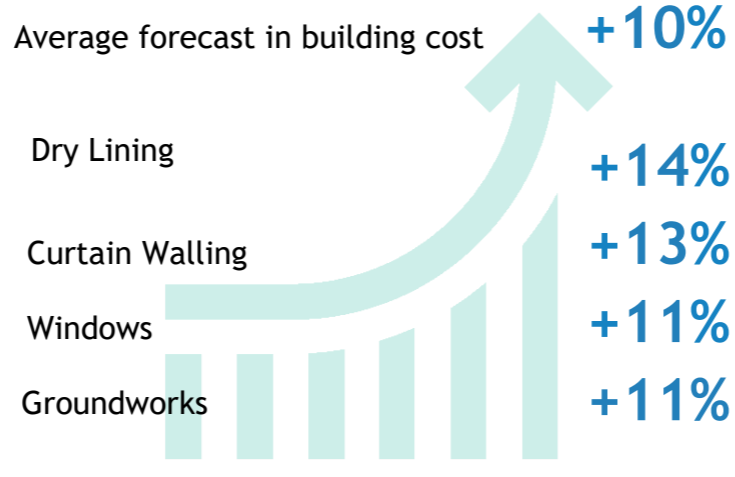 Average forecast in building cost +10%
Dry Lining +14%
Curtain Walling +13%
Windows +11%
Groundworks +11%